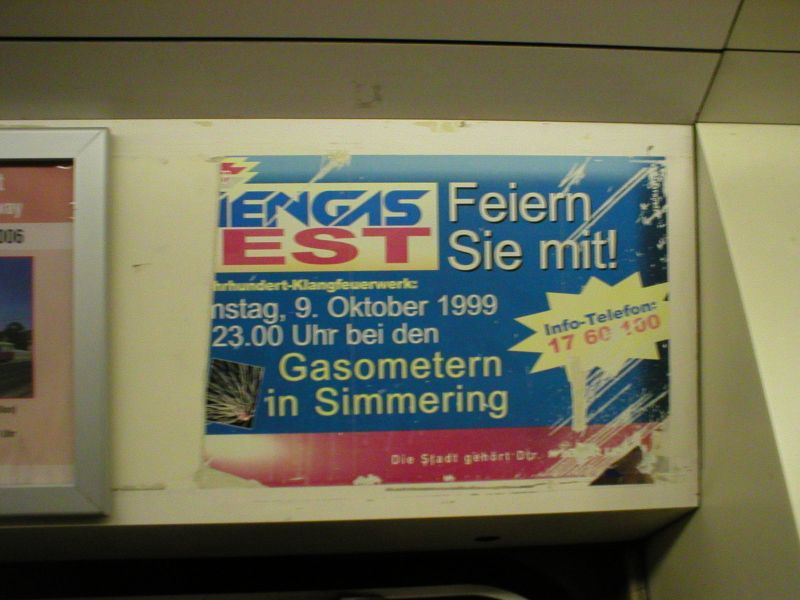 IENGAS
EST
Feiern
Sie mit!
hrhundert-Klangfeuerwerk:
nstag, 9. Oktober 1999
23.00 Uhr bei den
Gasometern
in Simmering
Info-Telefon:
17 60 100
Die Stadt gehört Dir.
006